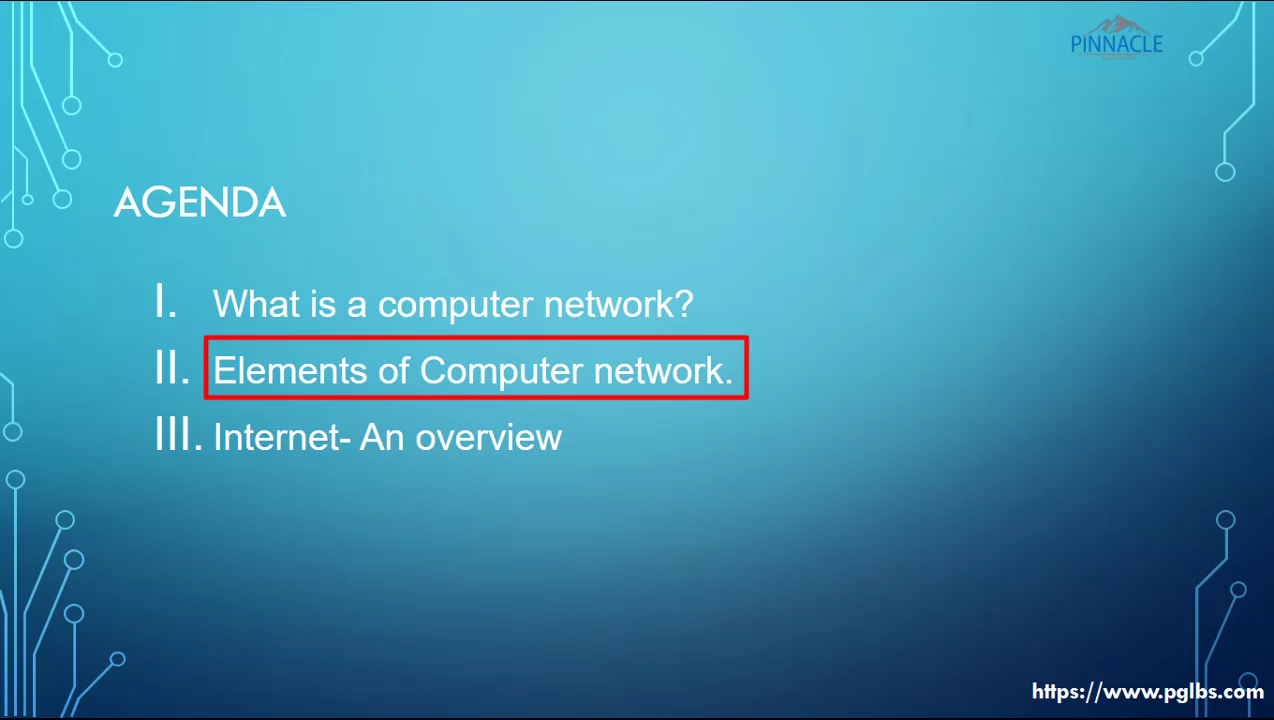 PINNACLE
AGENDA
I. What is a computer network?
II. Elements of Computer network.
III. Internet- An overview
https://www.pglbs.com